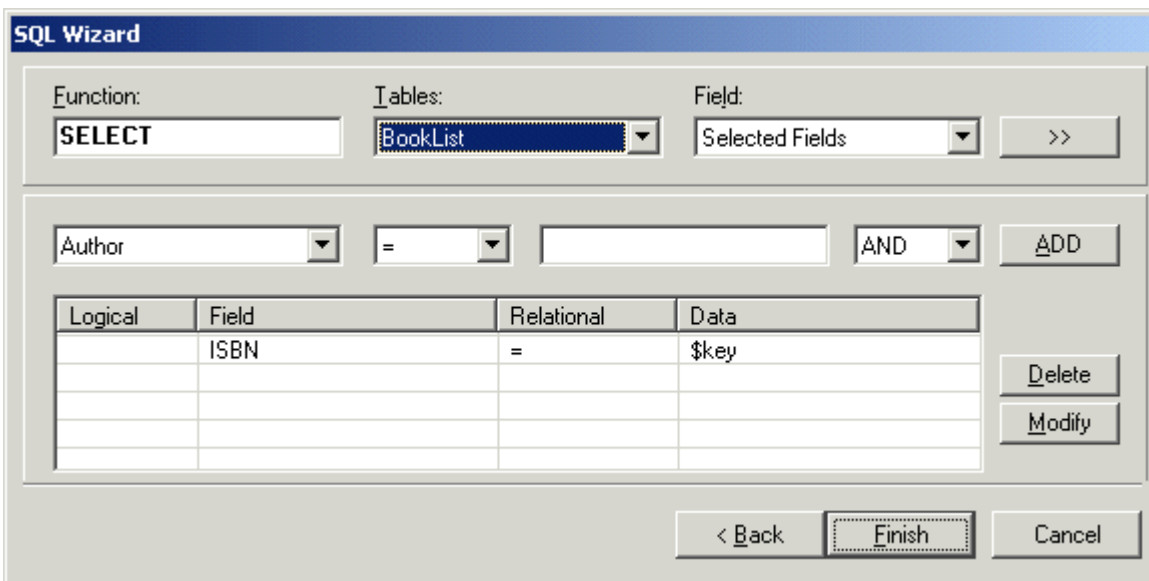 SQL Wizard
Function: Tables: Field:
SELECT BookList Selected Fields >>
Author = AND ADD
Logical Field Relational Data
ISBN = $key
Delete
Modify
< Back Finish Cancel